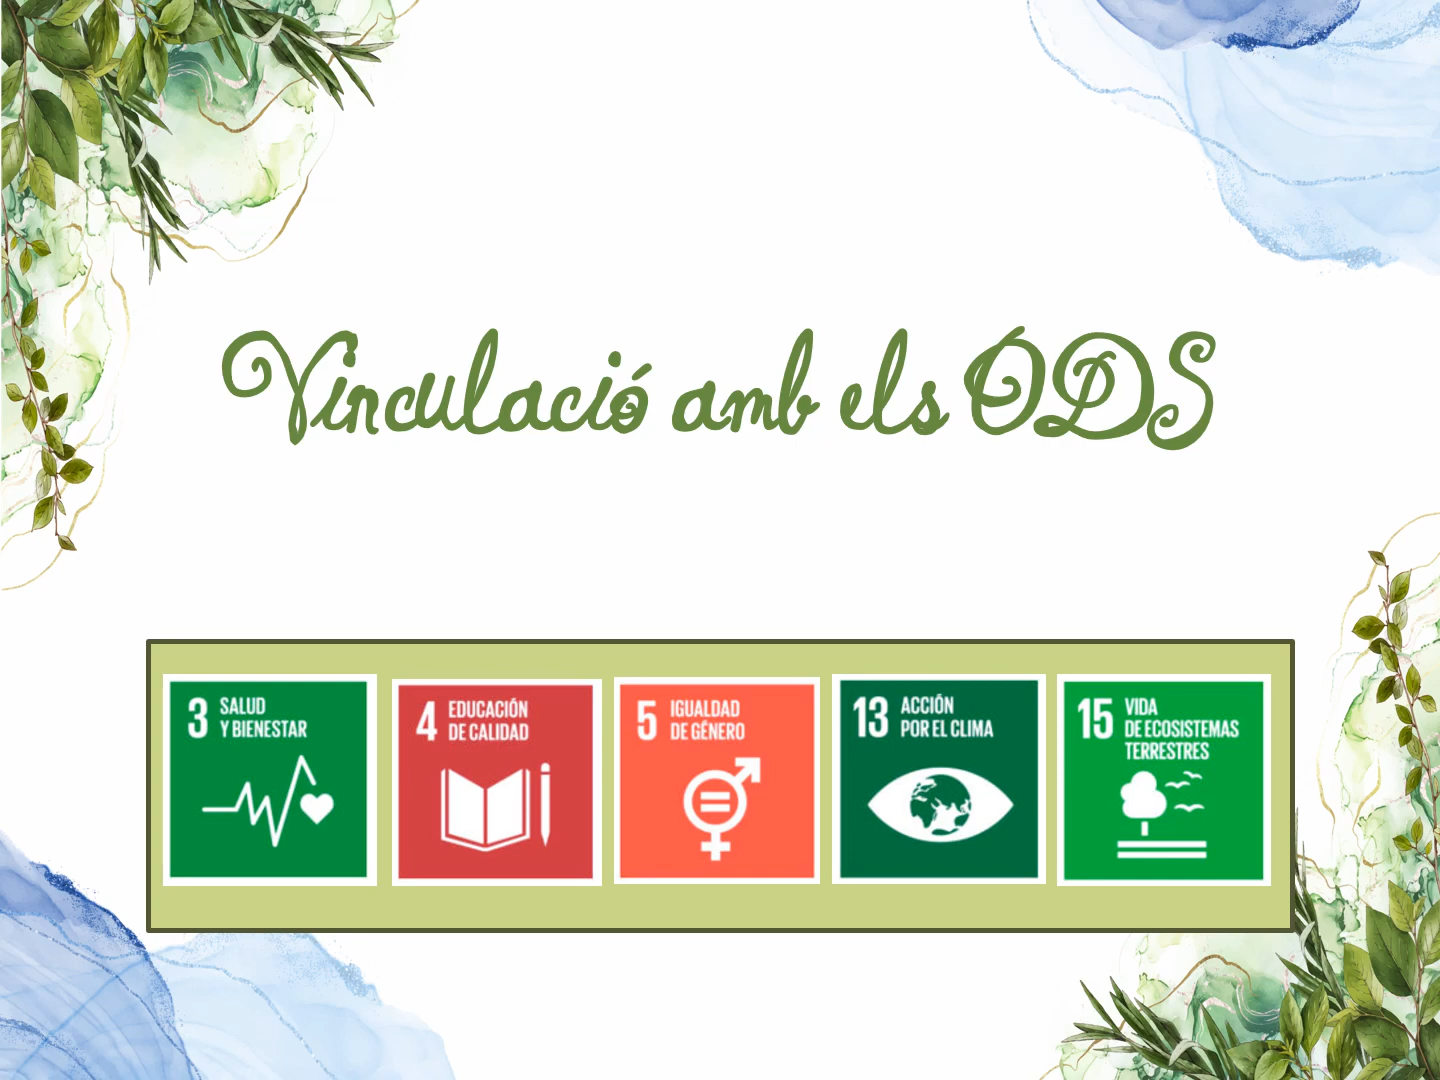 Vinculació amb els ODS
3 SALUD
Y BIENESTAR
4 EDUCACIÓN
DE CALIDAD
5 IGUALDAD
DE GÉNERO
13 ACCIÓN
POR EL CLIMA
15 VIDA
DE ECOSISTEMAS
TERRESTRES